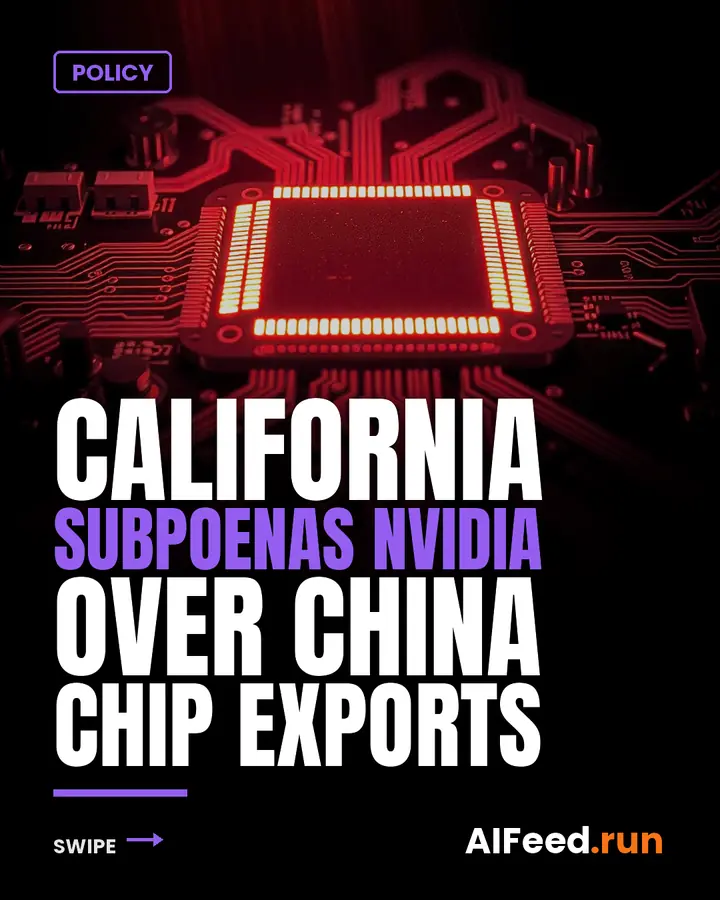 POLICY
CALIFORNIA
SUBPOENAS NVIDIA
OVER CHINA
CHIP EXPORTS
SWIPE
AIFeed.run